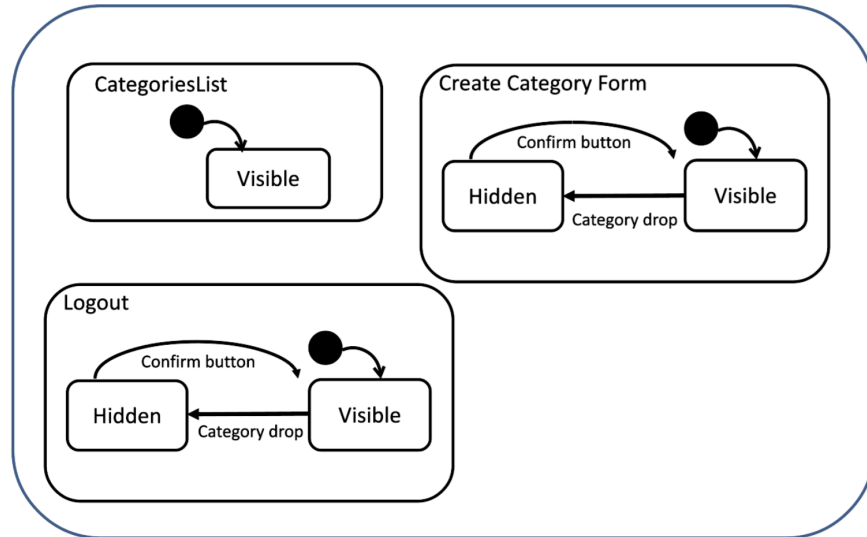 CategoriesList
Visible
Create Category Form
Confirm button
Hidden
Visible
Category drop
Logout
Confirm button
Hidden
Visible
Category drop